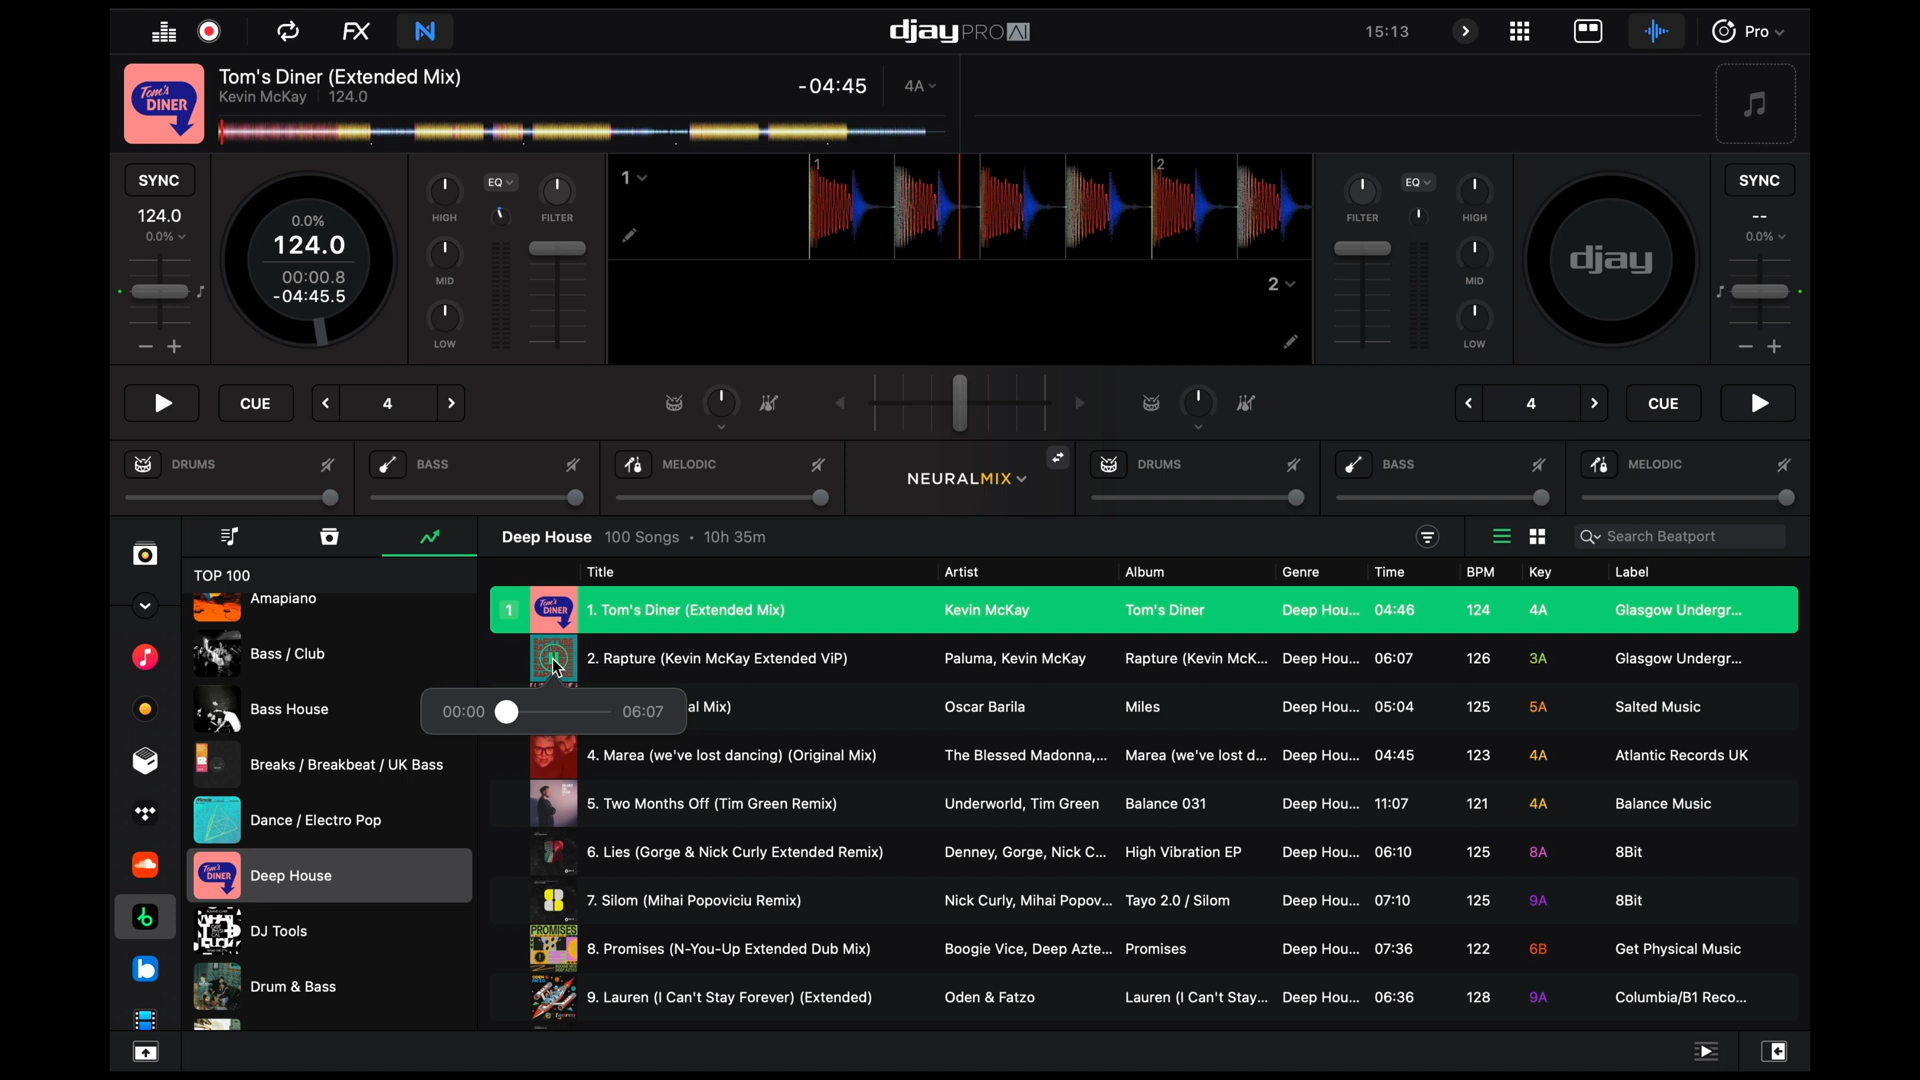 FX
djay PRO AI
15:13
Pro
Tom's DINER
Tom's Diner (Extended Mix)
Kevin McKay 124.0
-04:45
4A
SYNC
124.0
0.0%
0.0%
124.0
00:00.8
-04:45.5
HIGH
EQ
FILTER
MID
LOW
1
1
2
2
FILTER
EQ
HIGH
MID
LOW
djay
SYNC
--
0.0%
CUE
4
4
CUE
DRUMS
BASS
MELODIC
NEURALMIX
DRUMS
BASS
MELODIC
Deep House 100 Songs • 10h 35m
Search Beatport
TOP 100
Amapiano
Bass / Club
Bass House
Breaks / Breakbeat / UK Bass
Dance / Electro Pop
Deep House
DJ Tools
Drum & Bass
Title Artist Album Genre Time BPM Key Label
1 1. Tom's Diner (Extended Mix) Kevin McKay Tom's Diner Deep Hou... 04:46 124 4A Glasgow Undergr...
2. Rapture (Kevin McKay Extended ViP) Paluma, Kevin McKay Rapture (Kevin McK... Deep Hou... 06:07 126 3A Glasgow Undergr...
00:00 06:07
al Mix) Oscar Barila Miles Deep Hou... 05:04 125 5A Salted Music
4. Marea (we've lost dancing) (Original Mix) The Blessed Madonna,... Marea (we've lost d... Deep Hou... 04:45 123 4A Atlantic Records UK
5. Two Months Off (Tim Green Remix) Underworld, Tim Green Balance 031 Deep Hou... 11:07 121 4A Balance Music
6. Lies (Gorge & Nick Curly Extended Remix) Denney, Gorge, Nick C... High Vibration EP Deep Hou... 06:10 125 8A 8Bit
7. Silom (Mihai Popoviciu Remix) Nick Curly, Mihai Popov... Tayo 2.0 / Silom Deep Hou... 07:10 125 9A 8Bit
PROMISES
8. Promises (N-You-Up Extended Dub Mix) Boogie Vice, Deep Azte... Promises Deep Hou... 07:36 122 6B Get Physical Music
9. Lauren (I Can't Stay Forever) (Extended) Oden & Fatzo Lauren (I Can't Stay... Deep Hou... 06:36 128 9A Columbia/B1 Reco...